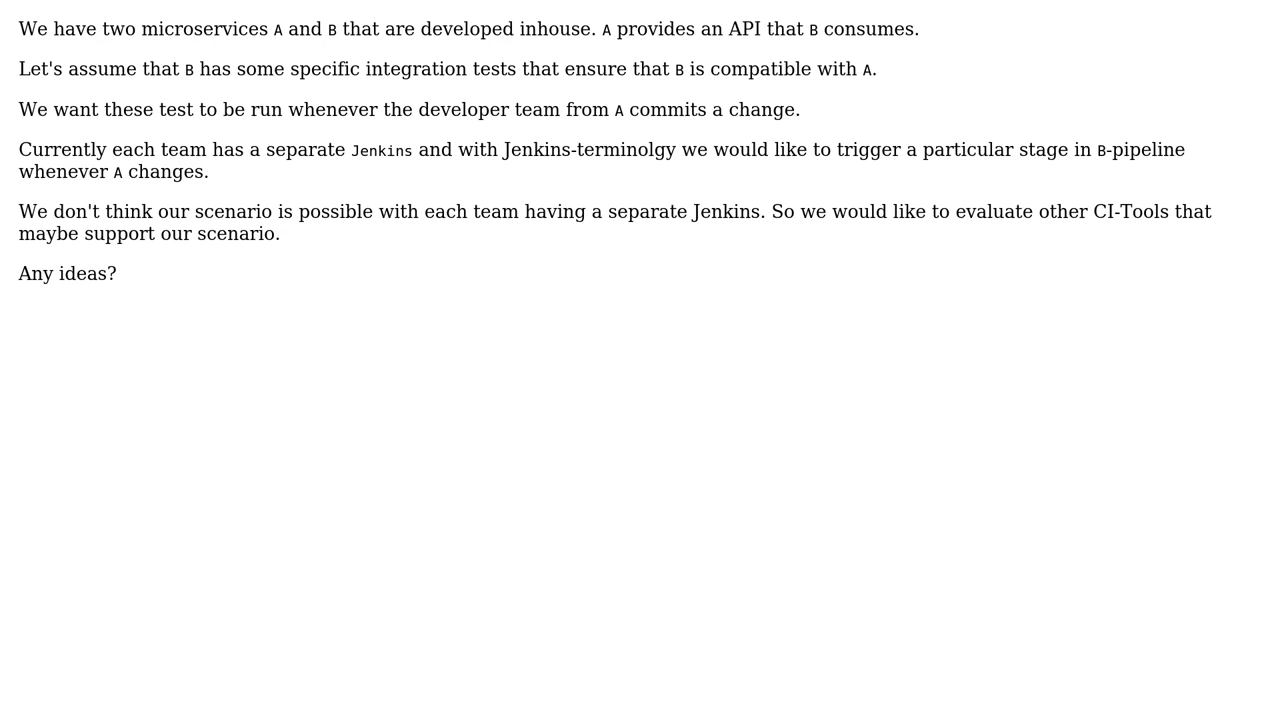 We have two microservices A and B that are developed inhouse. A provides an API that B consumes.
Let's assume that B has some specific integration tests that ensure that B is compatible with A.
We want these test to be run whenever the developer team from A commits a change.
Currently each team has a separate Jenkins and with Jenkins-terminolgy we would like to trigger a particular stage in B-pipeline
whenever A changes.
We don't think our scenario is possible with each team having a separate Jenkins. So we would like to evaluate other CI-Tools that
maybe support our scenario.
Any ideas?